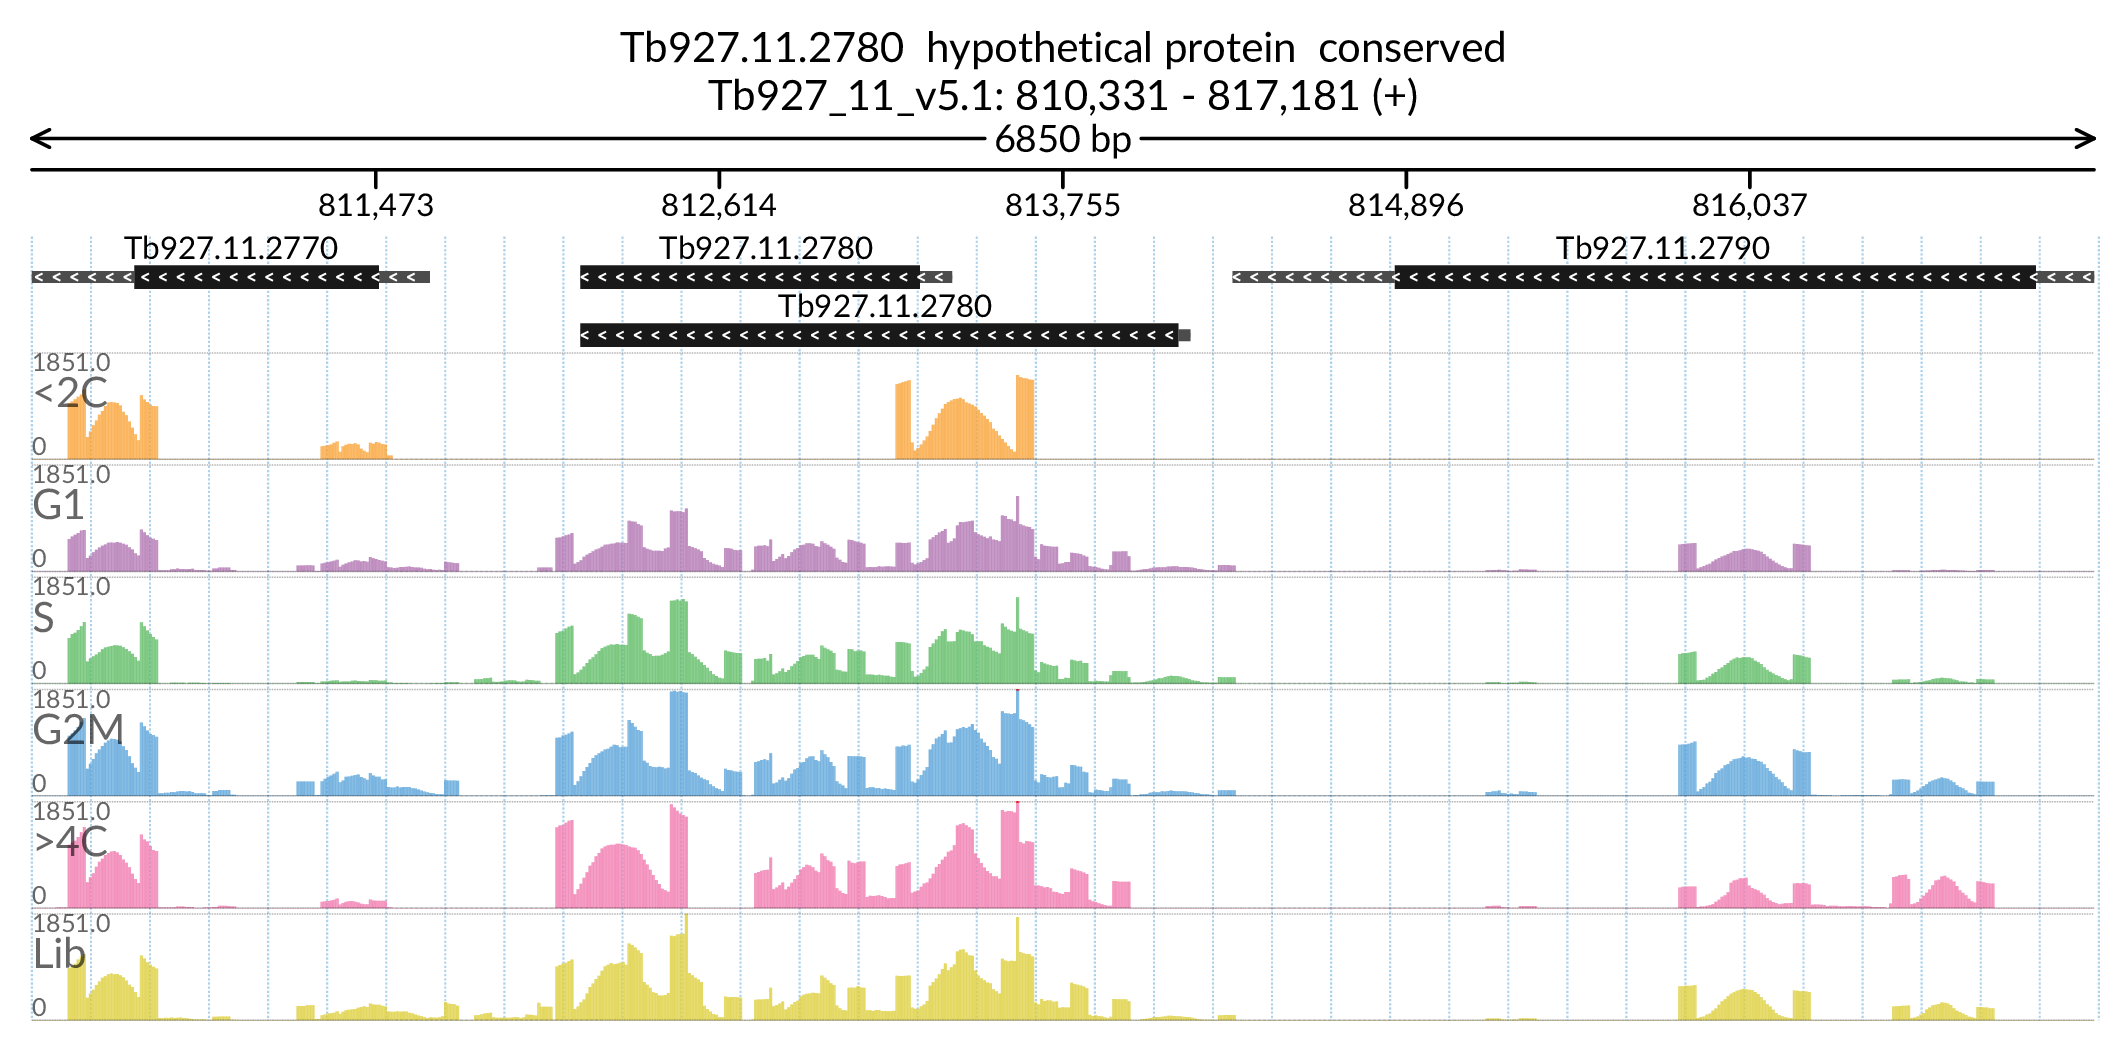 Tb927.11.2780 hypothetical protein conserved
Tb927_11_v5.1: 810,331 - 817,181 (+)
6850 bp
811,473 812,614 813,755 814,896 816,037
Tb927.11.2770 Tb927.11.2780 Tb927.11.2790
Tb927.11.2780
1851.0
<2C
0
1851.0
G1
0
1851.0
S
0
1851.0
G2M
0
1851.0
>4C
0
1851.0
Lib
0